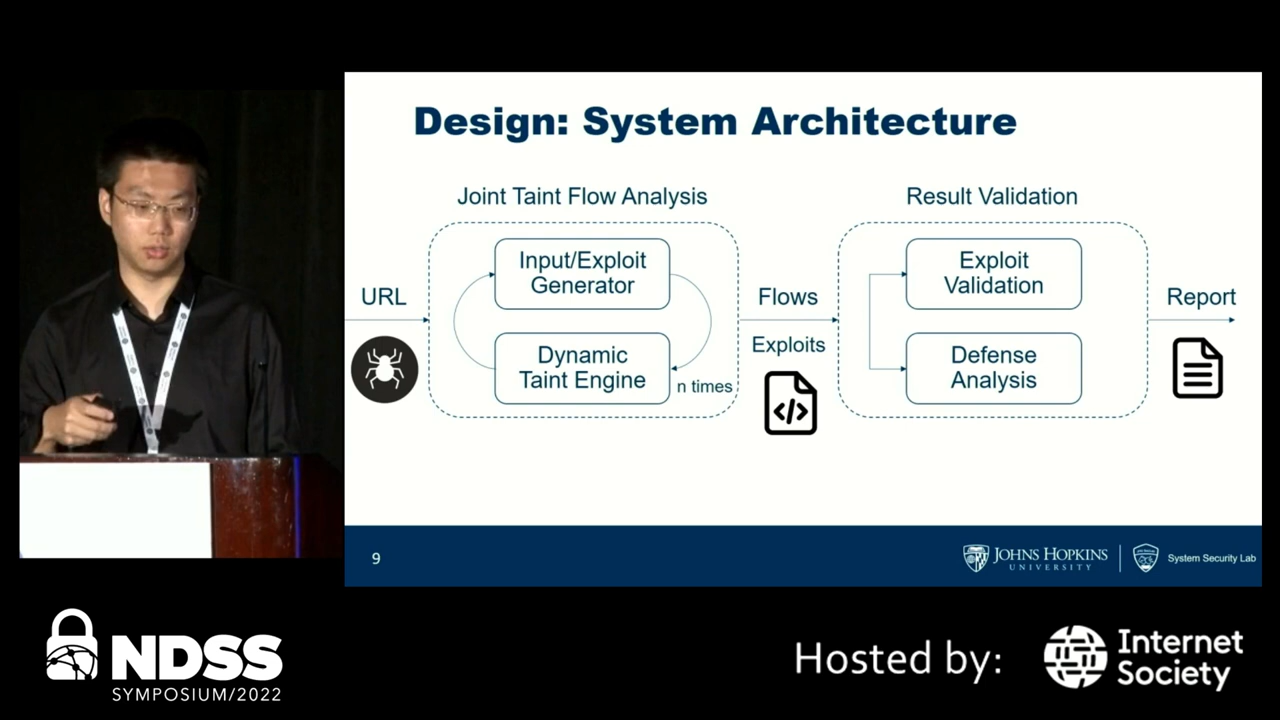 Design: System Architecture
Joint Taint Flow Analysis
Result Validation
Input/Exploit
Generator
Exploit
Validation
URL
Flows
Report
Exploits
Dynamic
Taint Engine
n times
Defense
Analysis
9
JOHNS HOPKINS
UNIVERSITY
System Security Lab
NDSS
SYMPOSIUM/2022
Hosted by:
Internet
Society